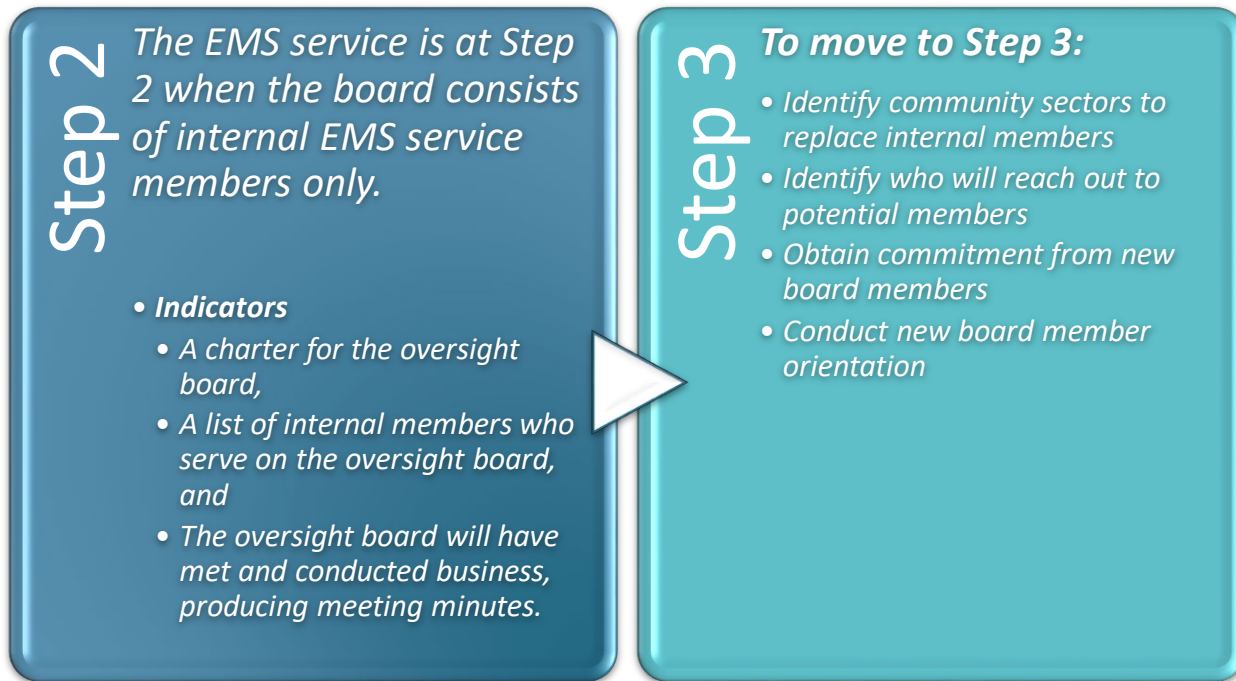 Step 2
The EMS service is at Step
2 when the board consists
of internal EMS service
members only.
• Indicators
• A charter for the oversight
board,
• A list of internal members who
serve on the oversight board,
and
• The oversight board will have
met and conducted business,
producing meeting minutes.
Step 3
To move to Step 3:
• Identify community sectors to
replace internal members
• Identify who will reach out to
potential members
• Obtain commitment from new
board members
• Conduct new board member
orientation